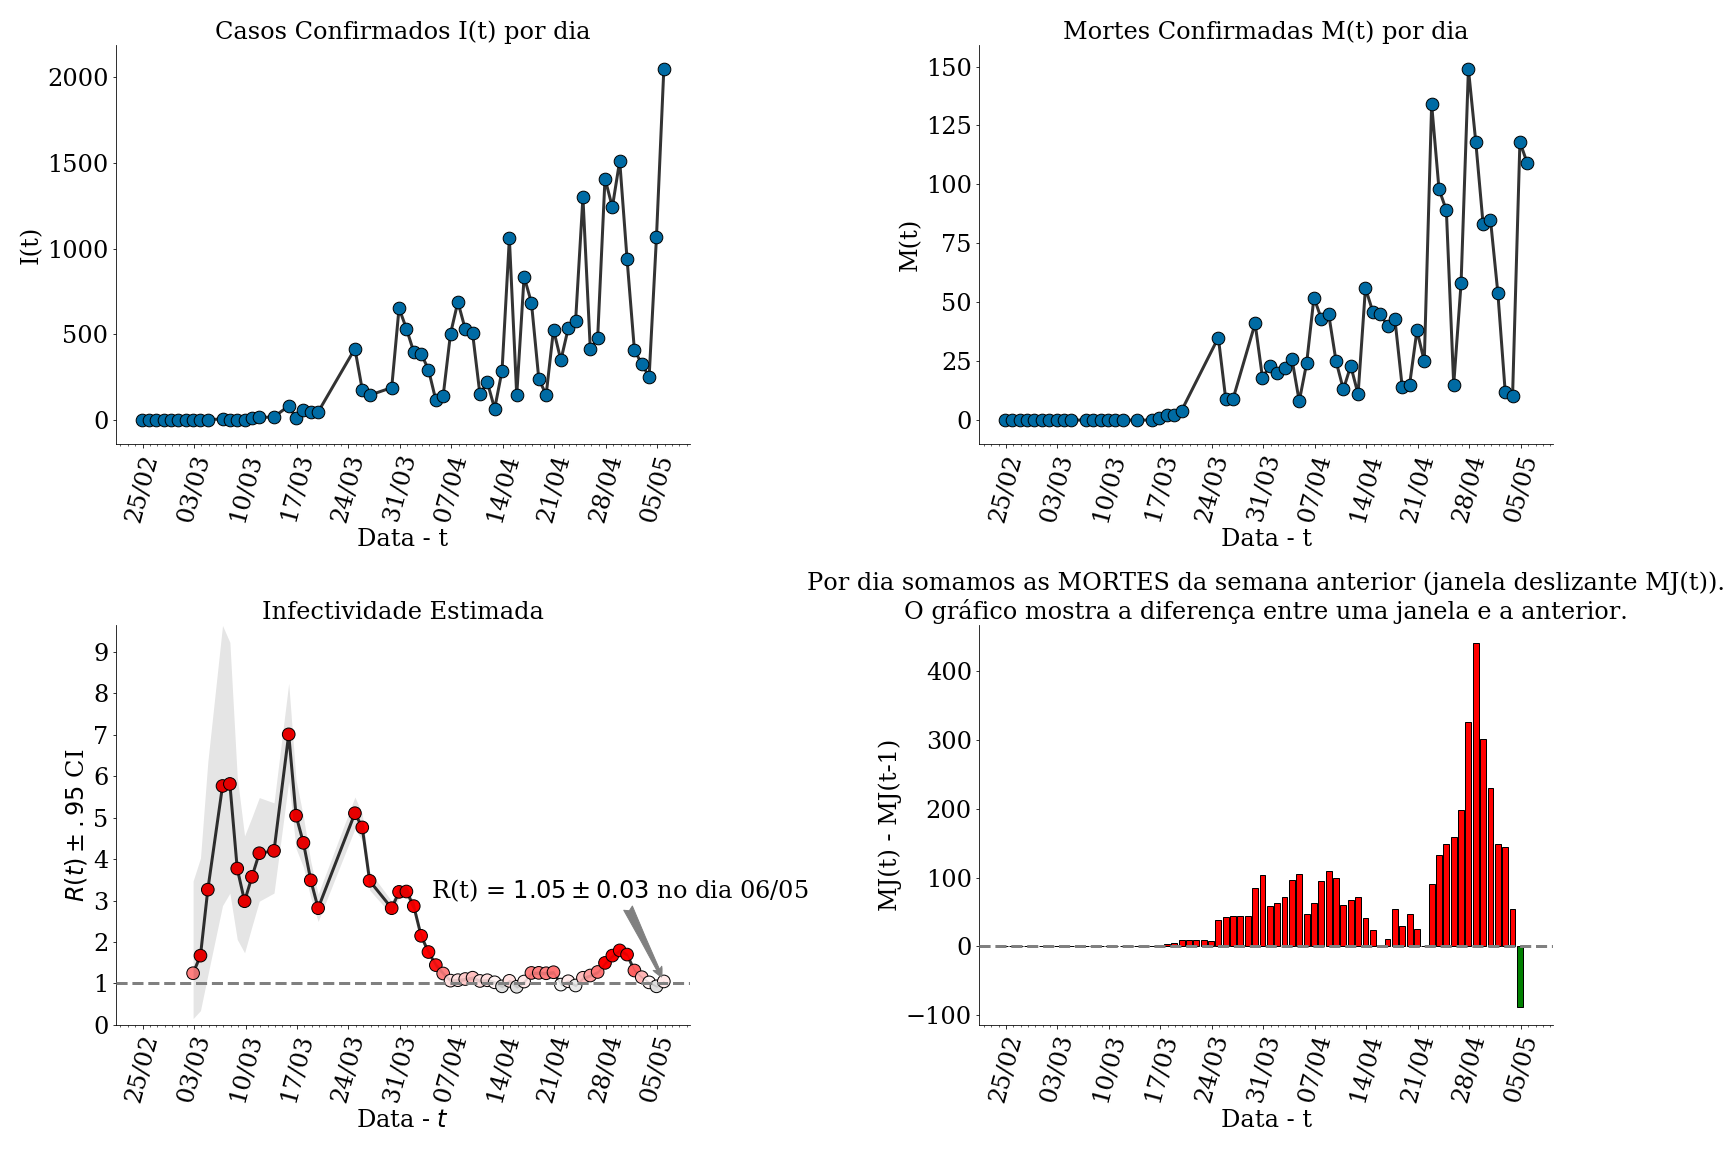 Casos Confirmados I(t) por dia
I(t)
2000
1500
1000
500
0
25/02 03/03 10/03 17/03 24/03 31/03 07/04 14/04 21/04 28/04 05/05
Data - t
Mortes Confirmadas M(t) por dia
M(t)
150
125
100
75
50
25
0
25/02 03/03 10/03 17/03 24/03 31/03 07/04 14/04 21/04 28/04 05/05
Data - t
Infectividade Estimada
R(t) ± .95 CI
9
8
7
6
5
4
3
2
1
0
R(t) = 1.05 ± 0.03 no dia 06/05
25/02 03/03 10/03 17/03 24/03 31/03 07/04 14/04 21/04 28/04 05/05
Data - t
Por dia somamos as MORTES da semana anterior (janela deslizante MJ(t)).
O gráfico mostra a diferença entre uma janela e a anterior.
MJ(t) - MJ(t-1)
400
300
200
100
0
−100
25/02 03/03 10/03 17/03 24/03 31/03 07/04 14/04 21/04 28/04 05/05
Data - t